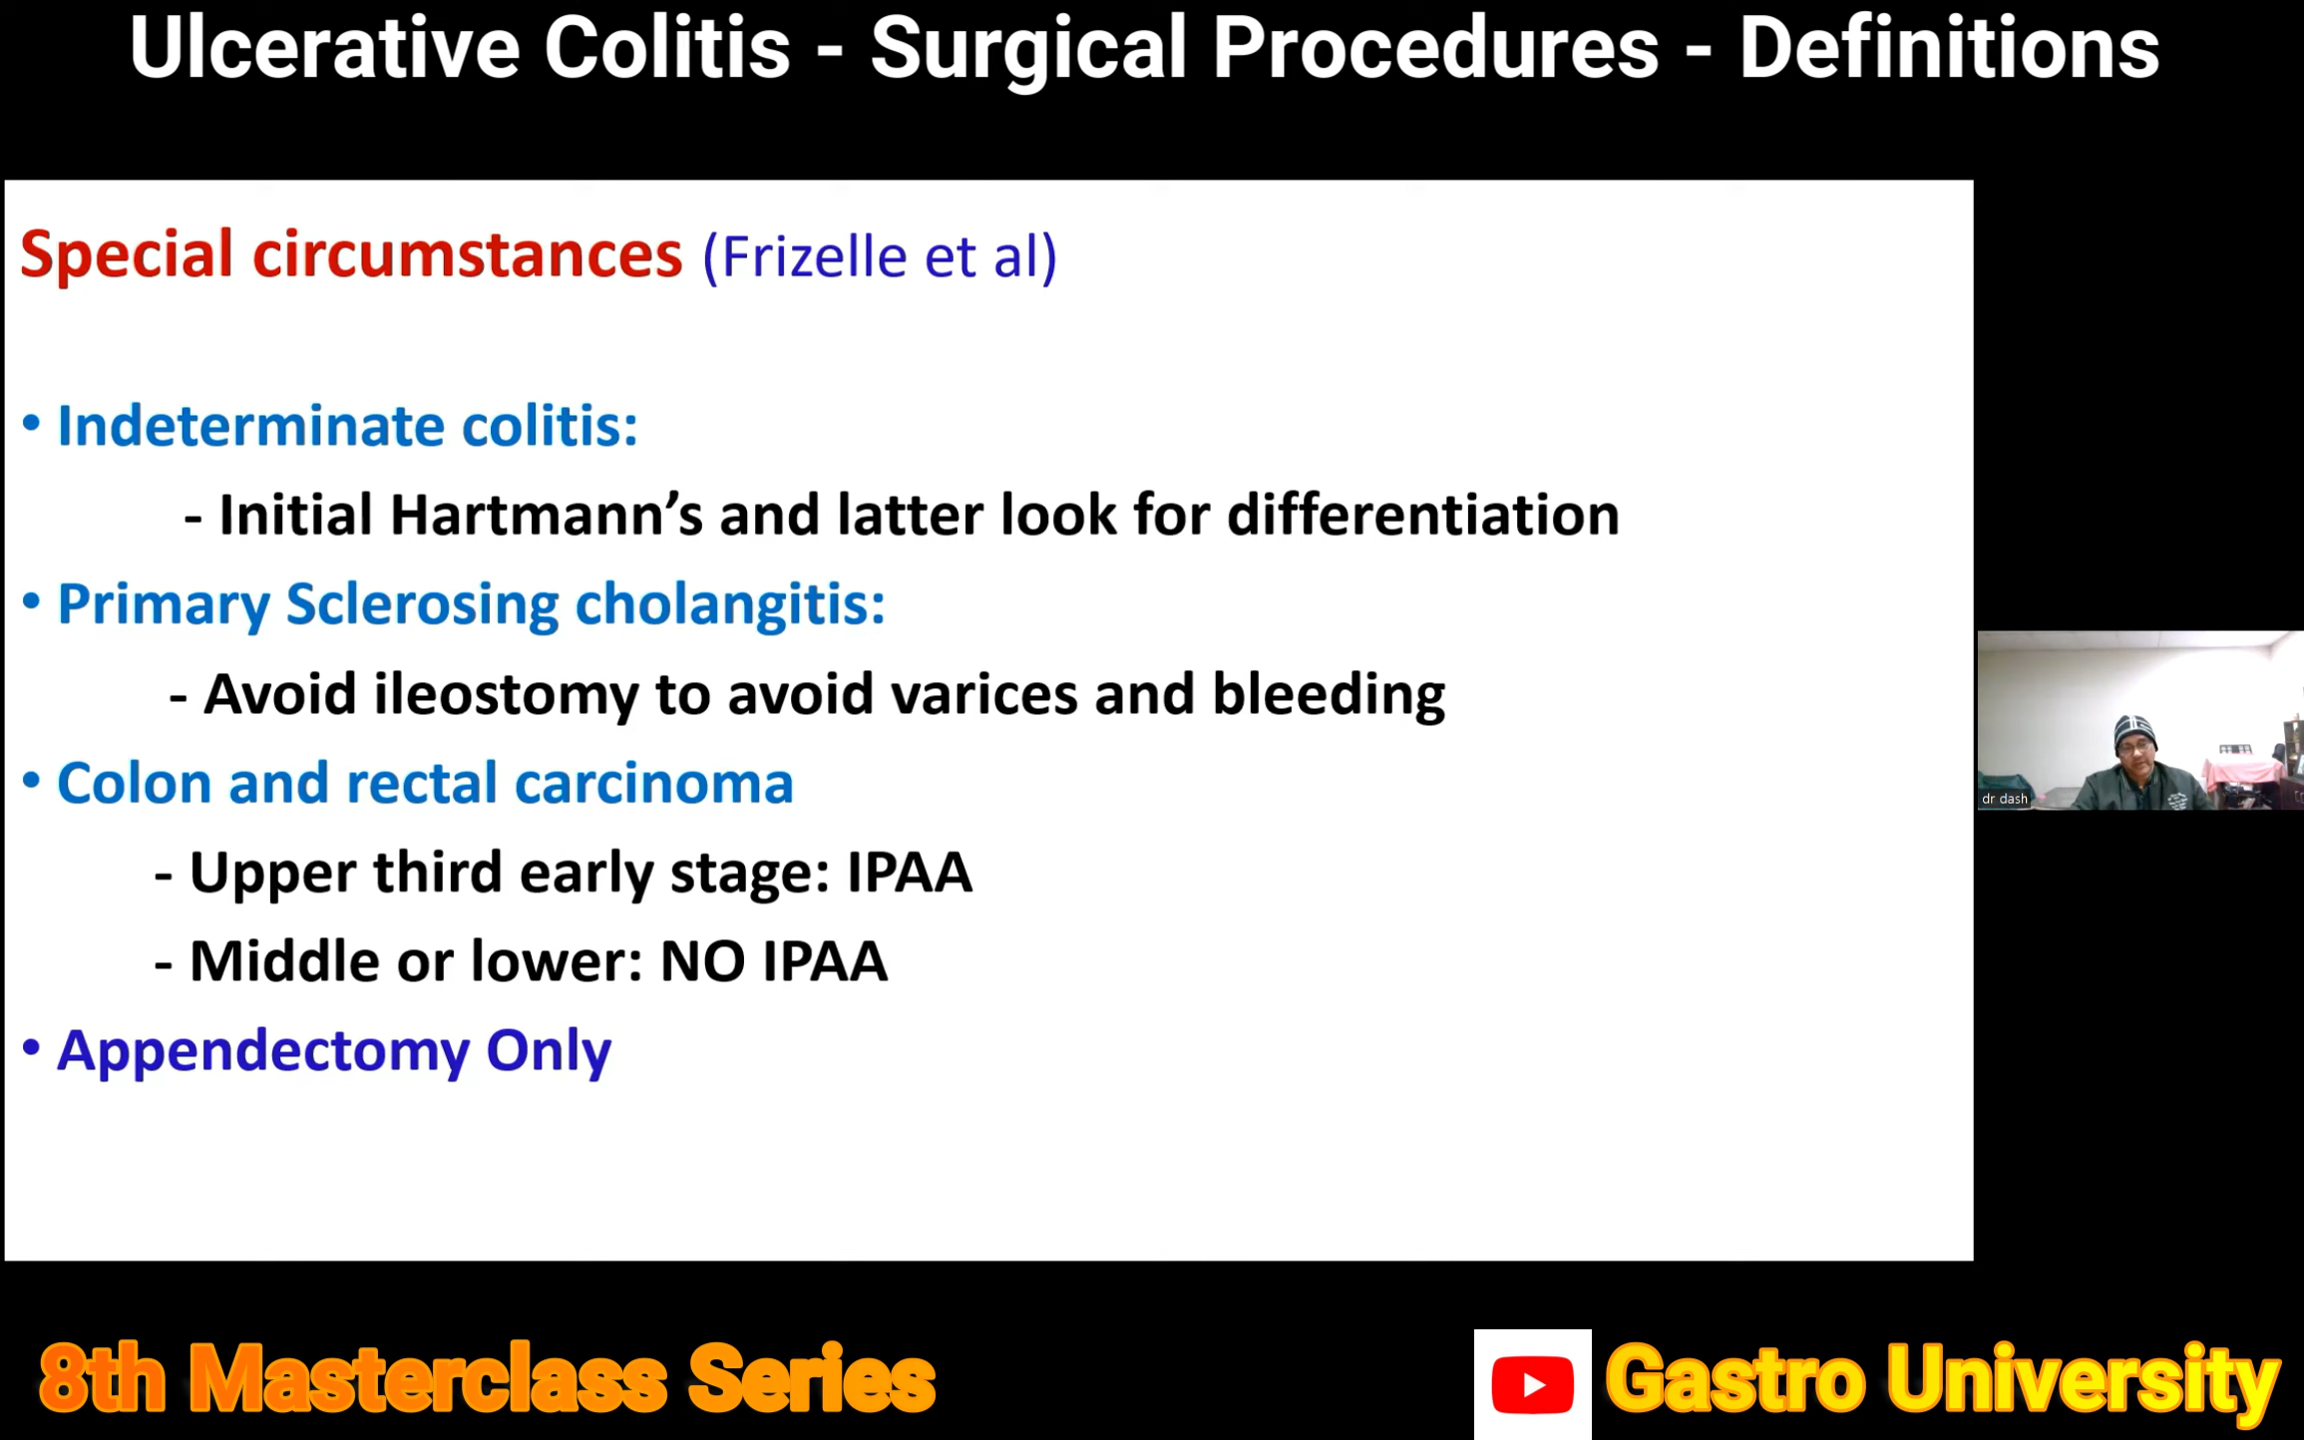 Ulcerative Colitis - Surgical Procedures - Definitions
Special circumstances (Frizelle et al)
• Indeterminate colitis:
- Initial Hartmann’s and latter look for differentiation
• Primary Sclerosing cholangitis:
- Avoid ileostomy to avoid varices and bleeding
• Colon and rectal carcinoma
- Upper third early stage: IPAA
- Middle or lower: NO IPAA
• Appendectomy Only
dr dash
8th Masterclass Series
Gastro University